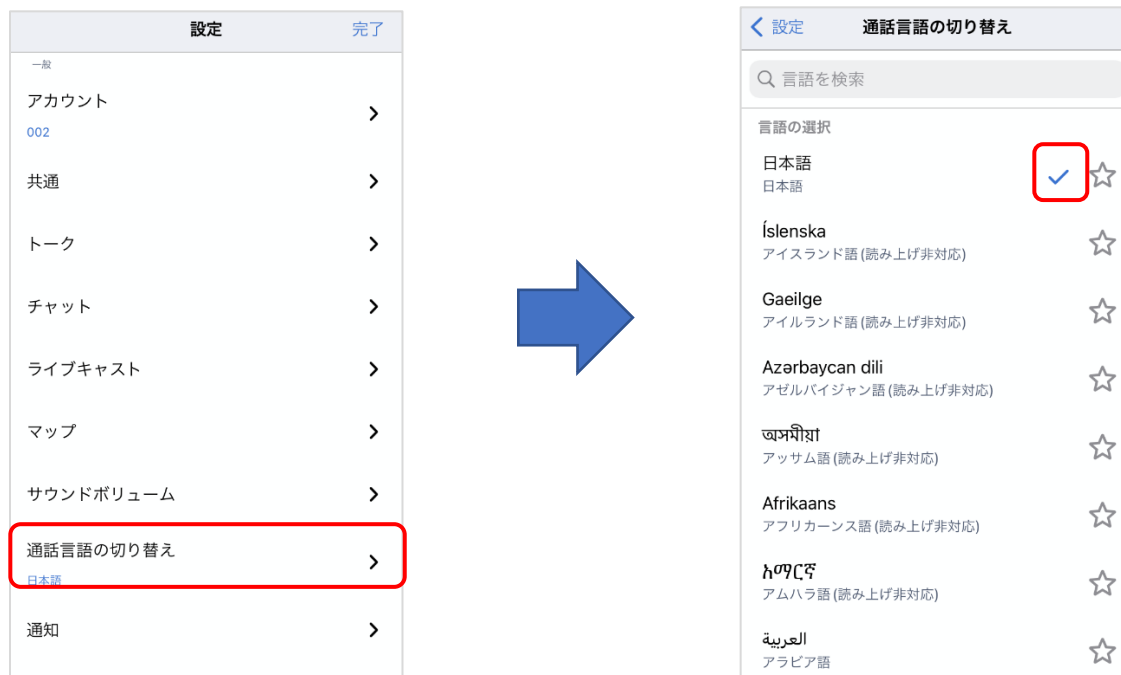 設定
完了
一般
アカウント
002
共通
トーク
チャット
ライブキャスト
マップ
サウンドボリューム
通話言語の切り替え
日本語
通知
設定
通話言語の切り替え
言語を検索
言語の選択
日本語
日本語
Íslenska
アイスランド語 (読み上げ非対応)
Gaeilge
アイルランド語 (読み上げ非対応)
Azərbaycan dili
アゼルバイジャン語 (読み上げ非対応)
অসমীয়া
アッサム語 (読み上げ非対応)
Afrikaans
アフリカーンス語 (読み上げ非対応)
አማርኛ
アムハラ語 (読み上げ非対応)
العربية
アラビア語